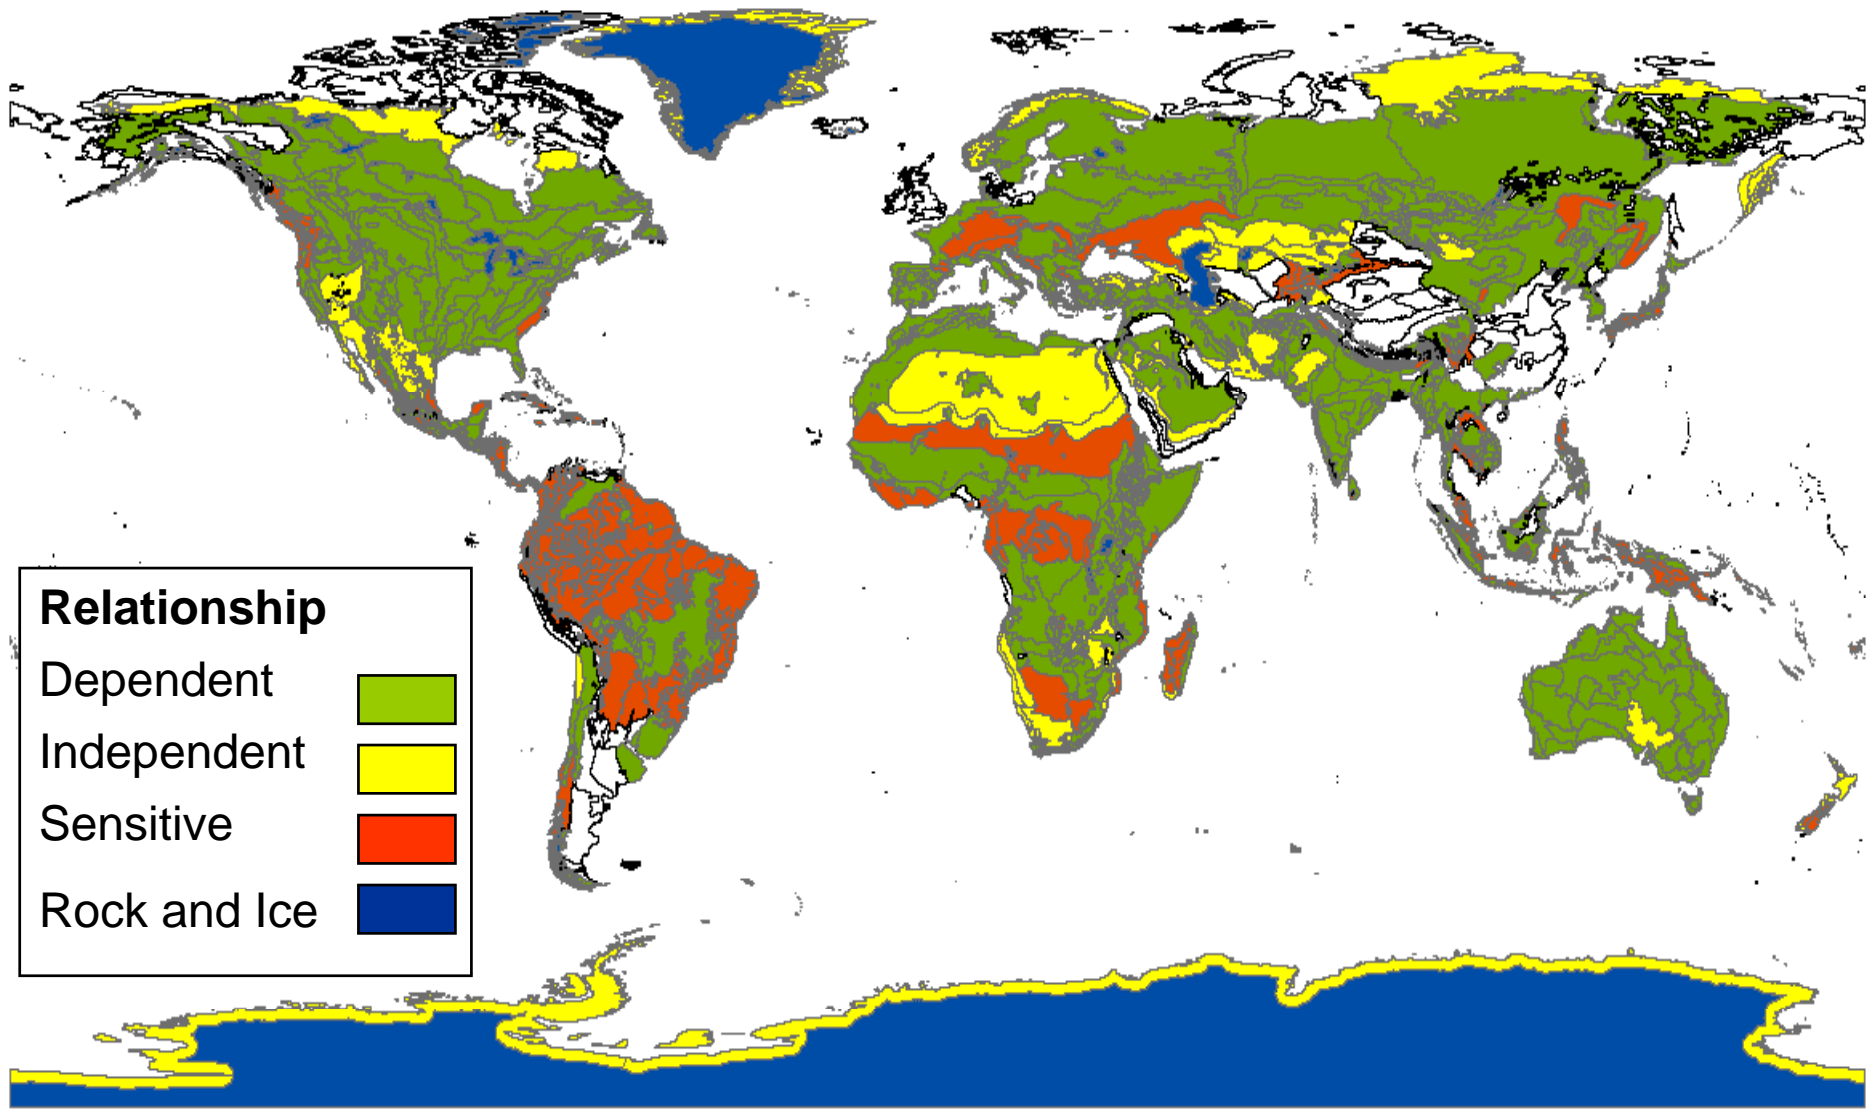 Relationship
Dependent
Independent
Sensitive
Rock and Ice